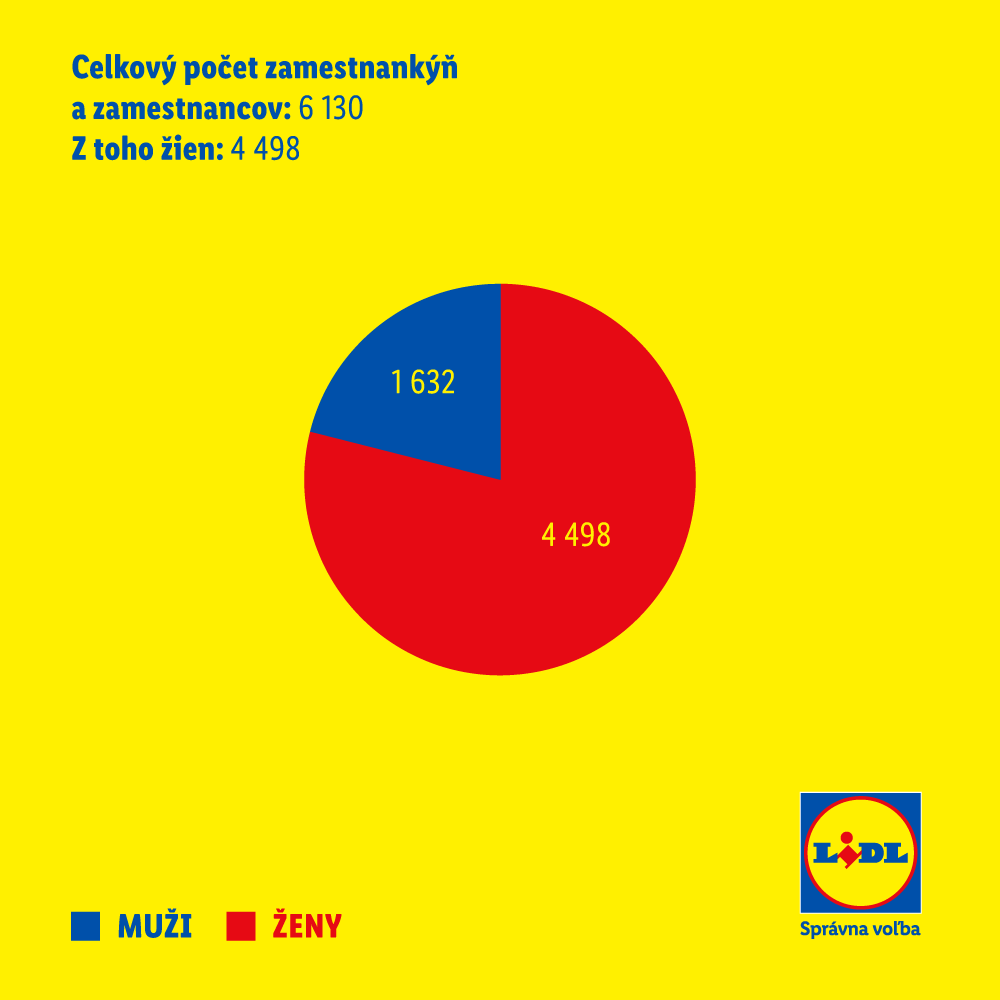 Celkový počet zamestnankýň
a zamestnancov: 6 130
Z toho žien: 4 498
1 632
4 498
MUŽI
ŽENY
LIDL
Správna voľba